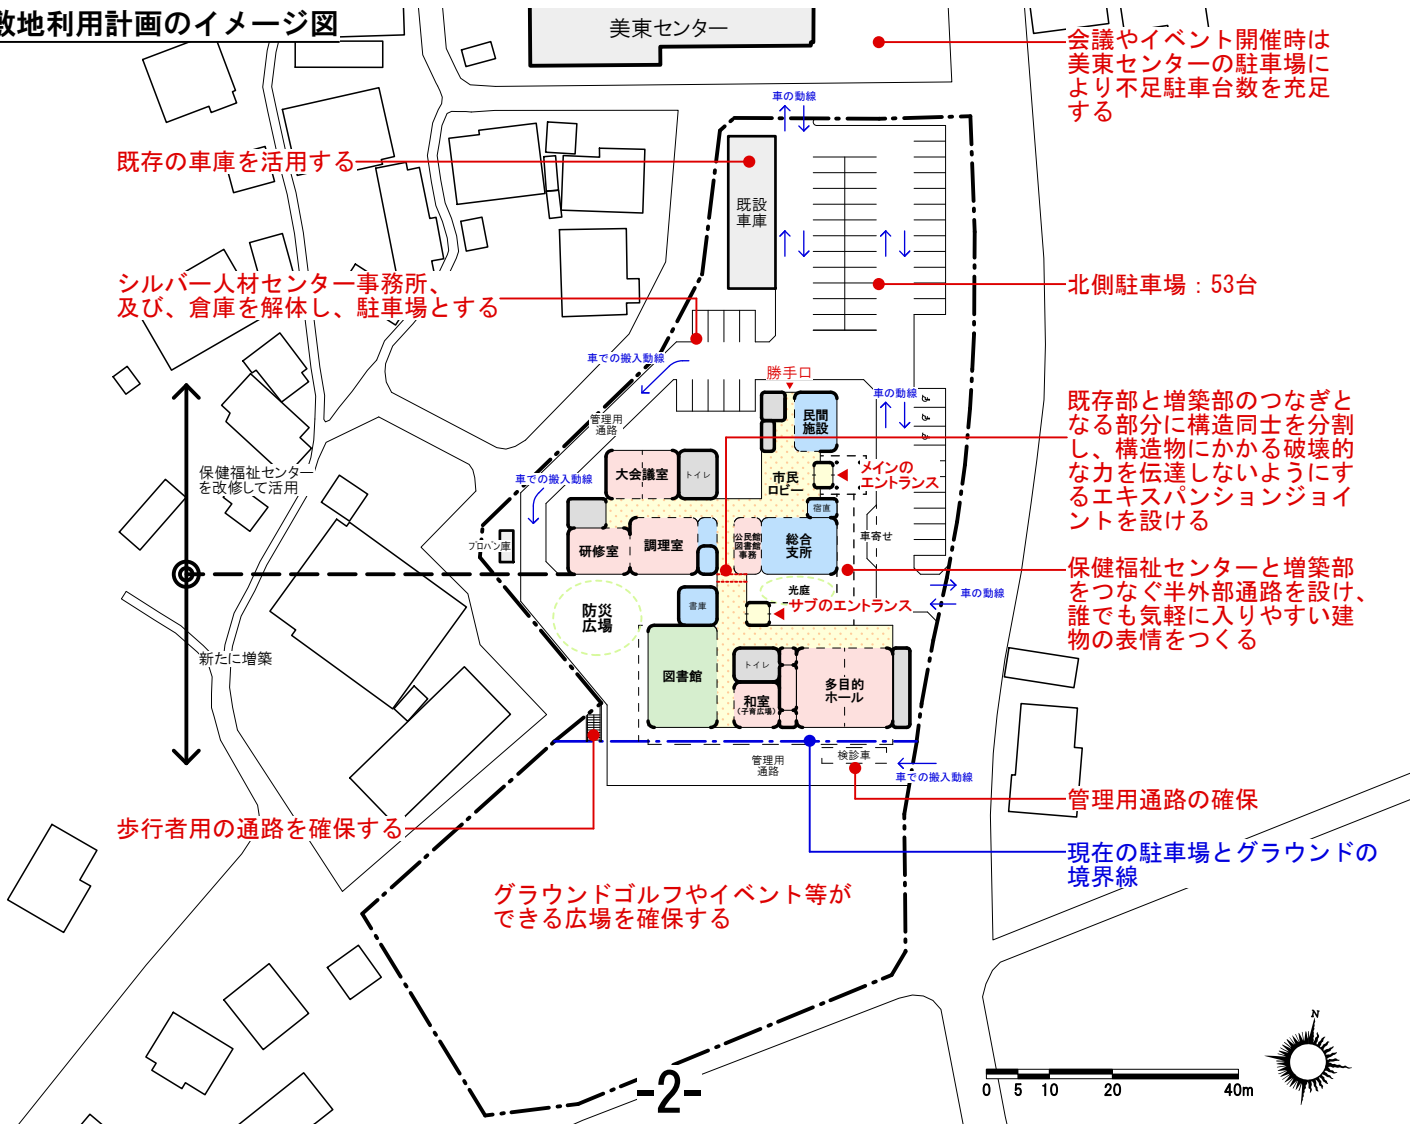 敷地利用計画のイメージ図
美東センター
会議やイベント開催時は
美東センターの駐車場に
より不足駐車台数を充足
する
車の動線
既存の車庫を活用する
既設
車庫
シルバー人材センター事務所、
及び、倉庫を解体し、駐車場とする
北側駐車場：53台
車での搬入動線
勝手口
車の動線
管理用
通路
民間
施設
既存部と増築部のつなぎと
なる部分に構造同士を分割
し、構造物にかかる破壊的
な力を伝達しないようにす
るエキスパンションジョイ
ントを設ける
保健福祉センター
を改修して活用
車での搬入動線
大会議室
トイレ
市民
ロビー
メインの
エントランス
宿直
プロパン庫
研修室
調理室
公民館
図書館
事務
総合
支所
車寄せ
保健福祉センターと増築部
をつなぐ半外部通路を設け、
誰でも気軽に入りやすい建
物の表情をつくる
車の動線
光庭
サブのエントランス
防災
広場
書庫
新たに増築
図書館
トイレ
和室
(子育広場)
多目的
ホール
管理用
通路
検診車
車での搬入動線
管理用通路の確保
歩行者用の通路を確保する
現在の駐車場とグラウンドの
境界線
グラウンドゴルフやイベント等が
できる広場を確保する
N
0 5 10 20 40m
-2-